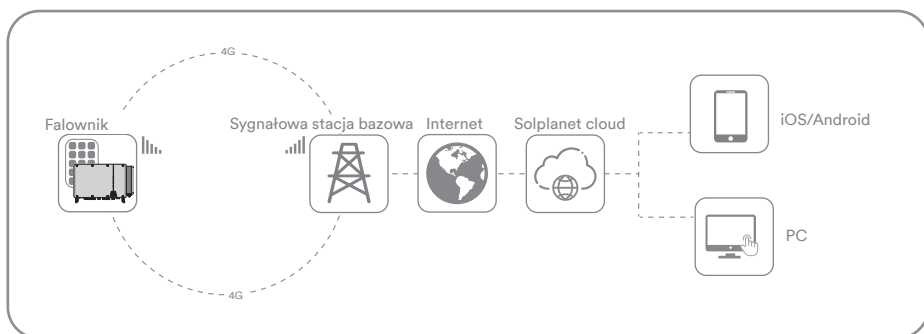 4G
Falownik
Sygnałowa stacja bazowa
Internet
Solplanet cloud
iOS/Android
PC
4G